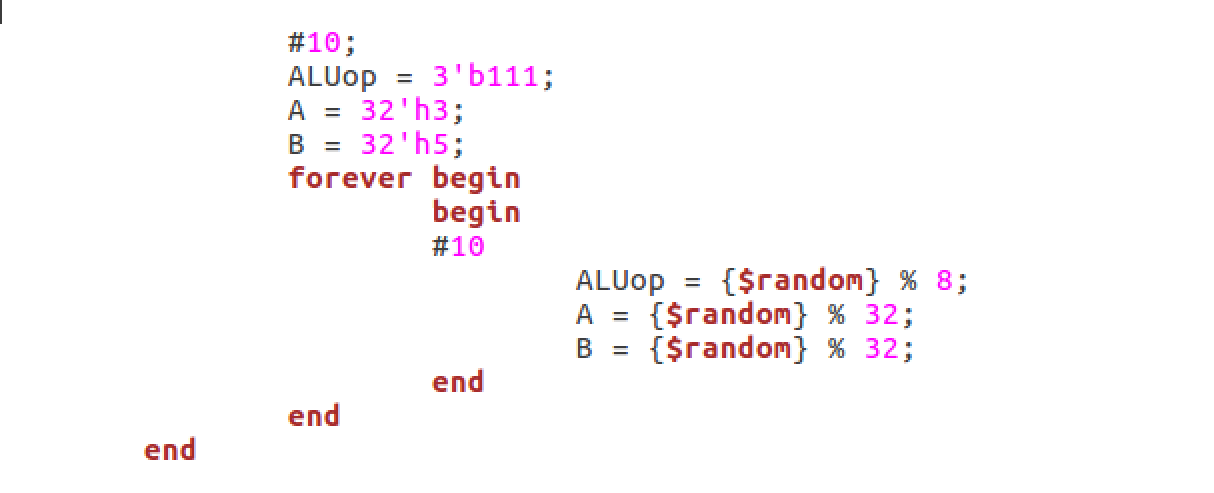 #10;
ALUop = 3'b111;
A = 32'h3;
B = 32'h5;
forever begin
begin
#10
ALUop = {$random} % 8;
A = {$random} % 32;
B = {$random} % 32;
end
end
end